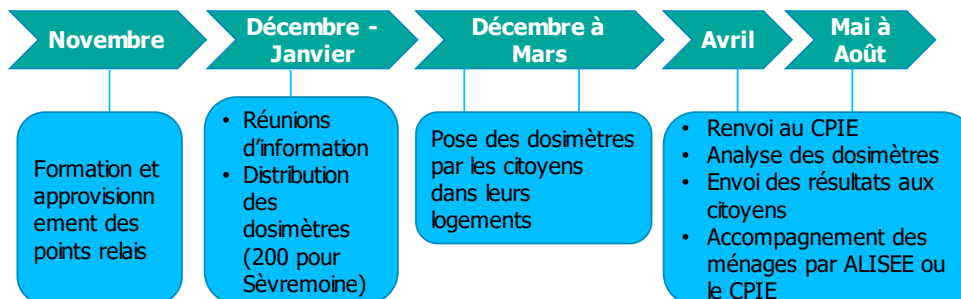 Novembre
Décembre -
Janvier
Décembre à
Mars
Avril
Mai à
Août
Formation et
approvisionn
ement des
points relais
• Réunions
d'information
• Distribution
des
dosimètres
(200 pour
Sèvremoine)
Pose des dosimètres
par les citoyens
dans leurs
logements
• Renvoi au CPIE
• Analyse des dosimètres
• Envoi des résultats aux
citoyens
• Accompagnement des
ménages par ALISEE ou
le CPIE